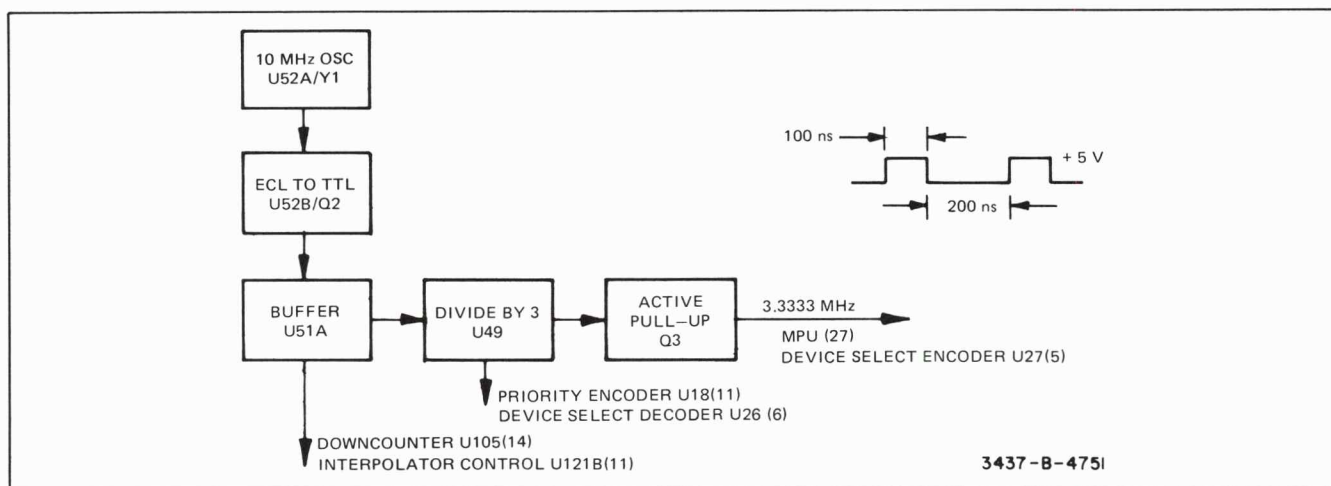 10 MHz OSC
U52A/Y1
ECL TO TTL
U52B/Q2
BUFFER
U51A
DIVIDE BY 3
U49
ACTIVE
PULL–UP
Q3
3.3333 MHz
MPU (27)
DEVICE SELECT ENCODER U27(5)
PRIORITY ENCODER U18(11)
DEVICE SELECT DECODER U26 (6)
DOWNCOUNTER U105(14)
INTERPOLATOR CONTROL U121B(11)
100 ns
+ 5 V
200 ns
3437-B-4751